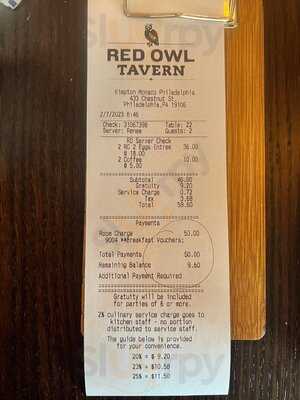 RED OWL
TAVERN
Kimpton Monaco Philadelphia
433 Chestnut St
Philadelphia, PA 19106
2/7/2023 8:46
Check: 31067398 Table: 22
Server: Renee Guests: 2
RO Server Check
2 RO 2 Eggs Entree 36.00
@ 18.00
2 Coffee 10.00
@ 5.00
Subtotal 46.00
Gratuity 9.20
Service Charge 0.72
Tax 3.68
Total 59.60
Payments
Room Charge 50.00
9004 **Breakfast Vouchers:
Total Payments 50.00
Remaining Balance 9.60
Additional Payment Required
Gratuity will be included
for parties of 6 or more.
2% culinary service charge goes to
kitchen staff - no portion
distributed to service staff.
The guide below is provided
for your convenience.
20% = $ 9.20
23% = $10.58
25% = $11.50